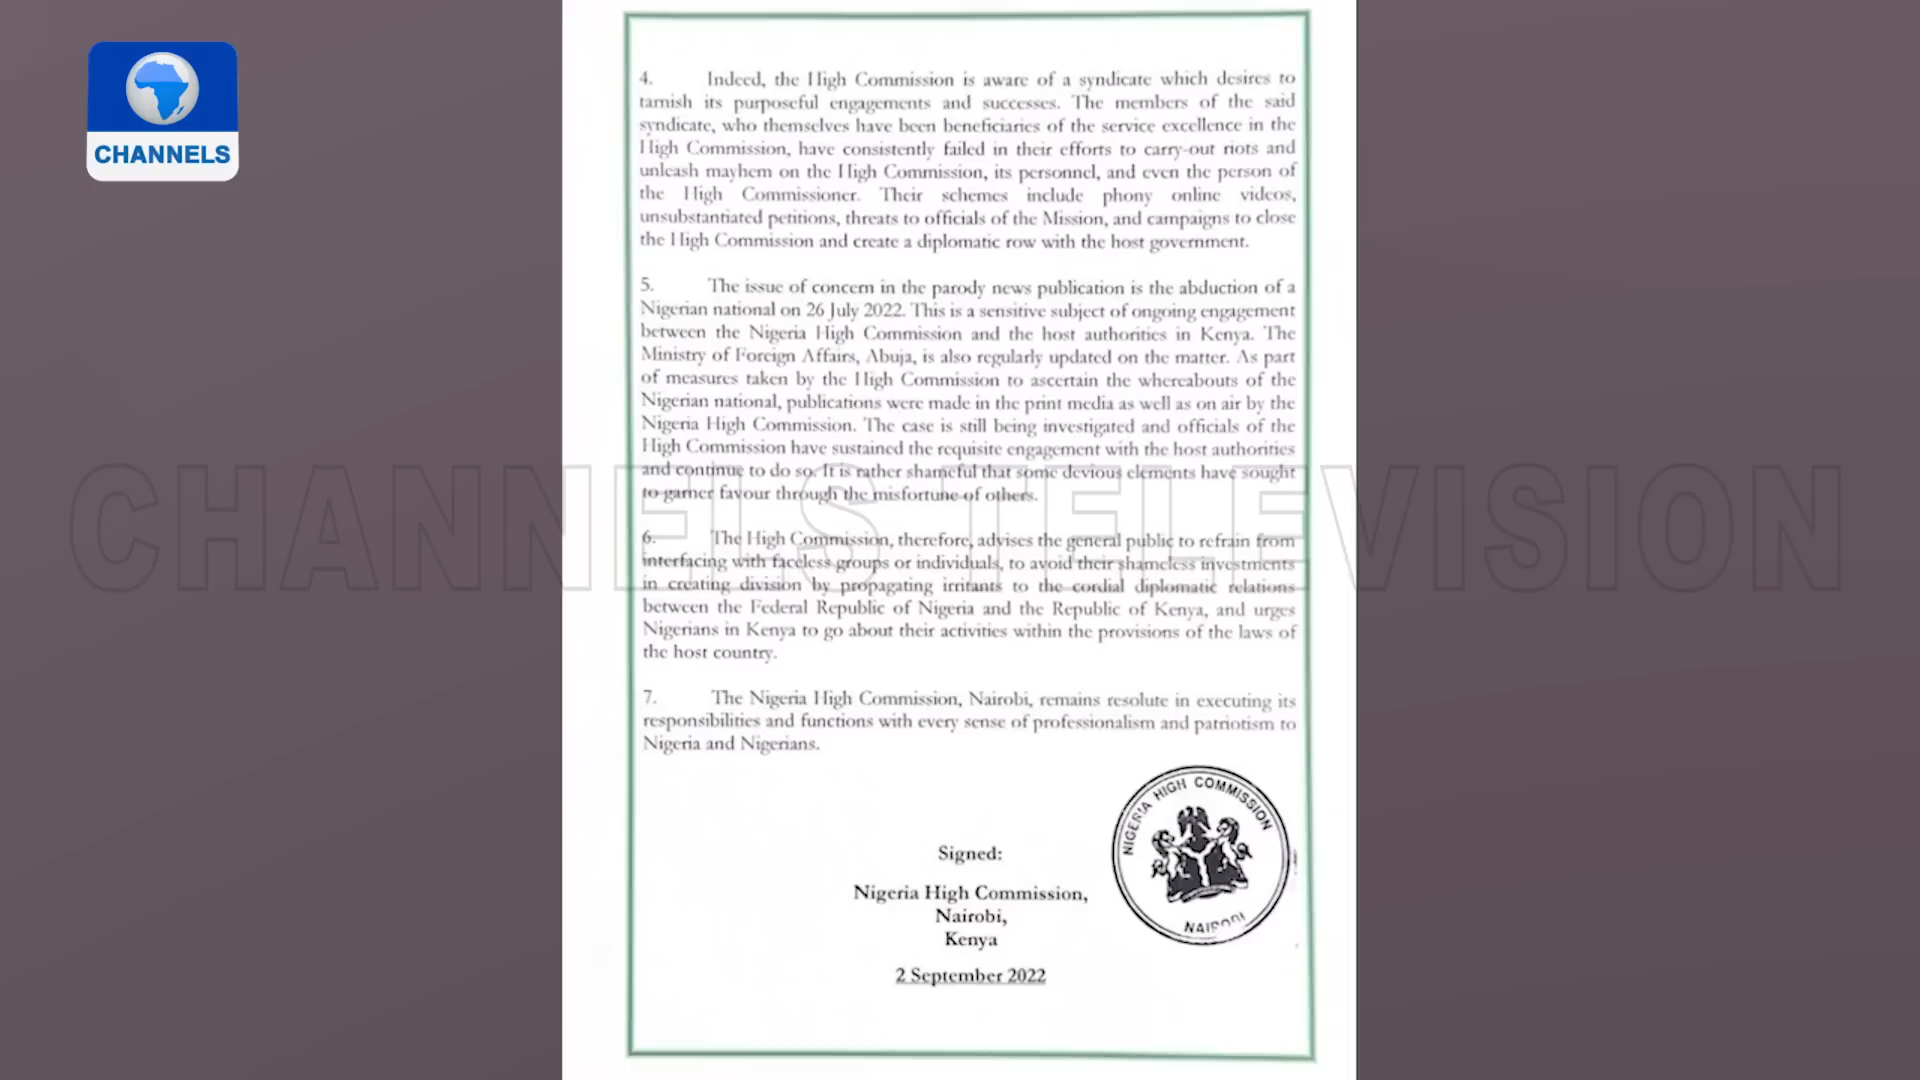 CHANNELS
4. Indeed, the High Commission is aware of a syndicate which desires to
tarnish its purposeful engagements and successes. The members of the said
syndicate, who themselves have been beneficiaries of the service excellence in the
High Commission, have consistently failed in their efforts to carry-out riots and
unleash mayhem on the High Commission, its personnel, and even the person of
the High Commissioner. Their schemes include phony online videos,
unsubstantiated petitions, threats to officials of the Mission, and campaigns to close
the High Commission and create a diplomatic row with the host government.
5. The issue of concern in the parody news publication is the abduction of a
Nigerian national on 26 July 2022. This is a sensitive subject of ongoing engagement
between the Nigeria High Commission and the host authorities in Kenya. The
Ministry of Foreign Affairs, Abuja, is also regularly updated on the matter. As part
of measures taken by the High Commission to ascertain the whereabouts of the
Nigerian national, publications were made in the print media as well as on air by the
Nigeria High Commission. The case is still being investigated and officials of the
High Commission have sustained the requisite engagement with the host authorities
and continue to do so. It is rather shameful that some devious elements have sought
to garner favour through the misfortune of others.
CHANNELS TELEVISION
6. The High Commission, therefore, advises the general public to refrain from
interfacing with faceless groups or individuals, to avoid their shameless investments
in creating division by propagating irritants to the cordial diplomatic relations
between the Federal Republic of Nigeria and the Republic of Kenya, and urges
Nigerians in Kenya to go about their activities within the provisions of the laws of
the host country.
7. The Nigeria High Commission, Nairobi, remains resolute in executing its
responsibilities and functions with every sense of professionalism and patriotism to
Nigeria and Nigerians.
NIGERIA HIGH COMMISSION
NAIROBI
Signed:
Nigeria High Commission,
Nairobi,
Kenya
2 September 2022